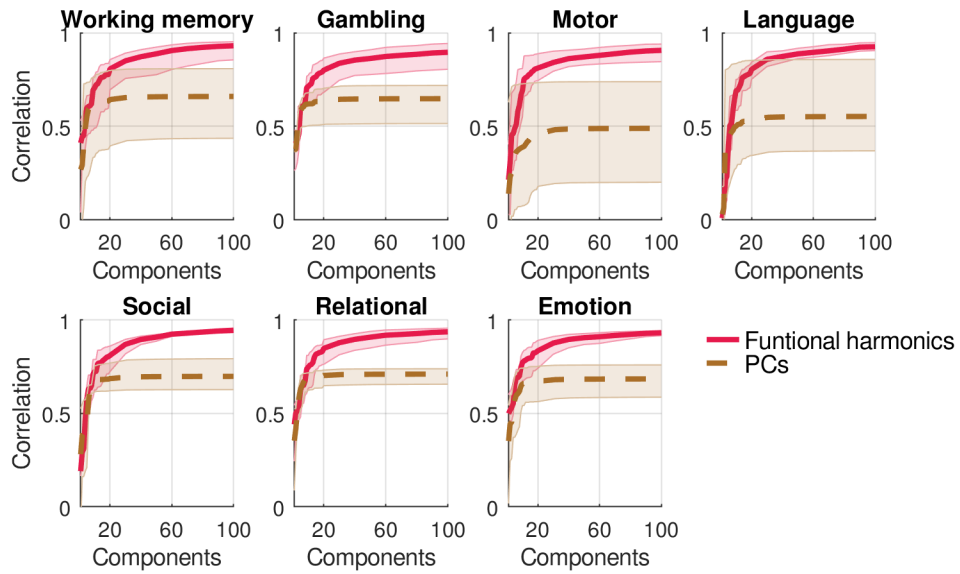 Working memory
Gambling
Motor
Language
Correlation
1
0.5
0
20 60 100
Components
1
0.5
0
20 60 100
Components
1
0.5
0
20 60 100
Components
1
0.5
0
20 60 100
Components
Social
Relational
Emotion
Correlation
1
0.5
0
20 60 100
Components
1
0.5
0
20 60 100
Components
1
0.5
0
20 60 100
Components
Funtional harmonics
PCs